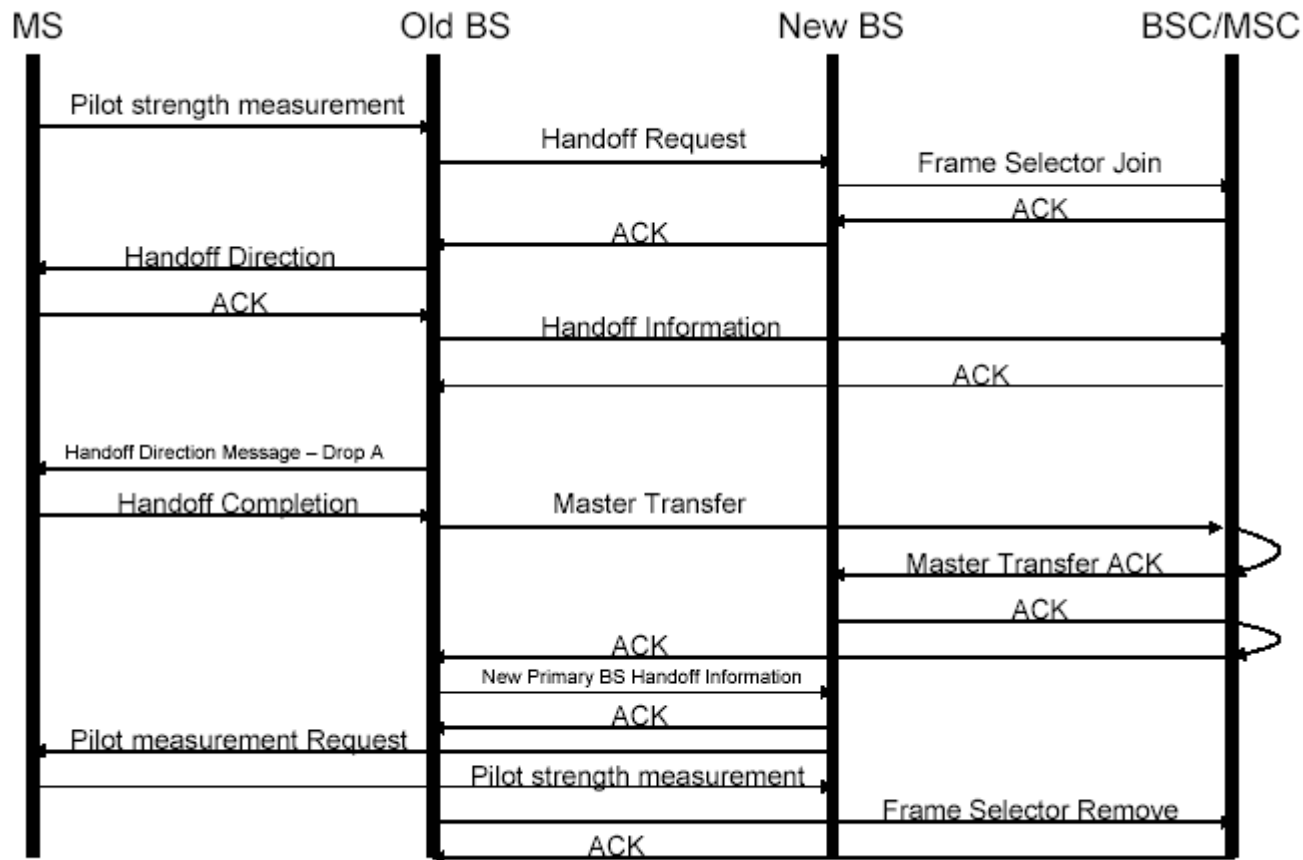 MS Old BS New BS BSC/MSC
Pilot strength measurement
Handoff Request
Frame Selector Join
ACK
ACK
Handoff Direction
ACK
Handoff Information
ACK
Handoff Direction Message – Drop A
Handoff Completion
Master Transfer
Master Transfer ACK
ACK
ACK
New Primary BS Handoff Information
ACK
Pilot measurement Request
Pilot strength measurement
Frame Selector Remove
ACK